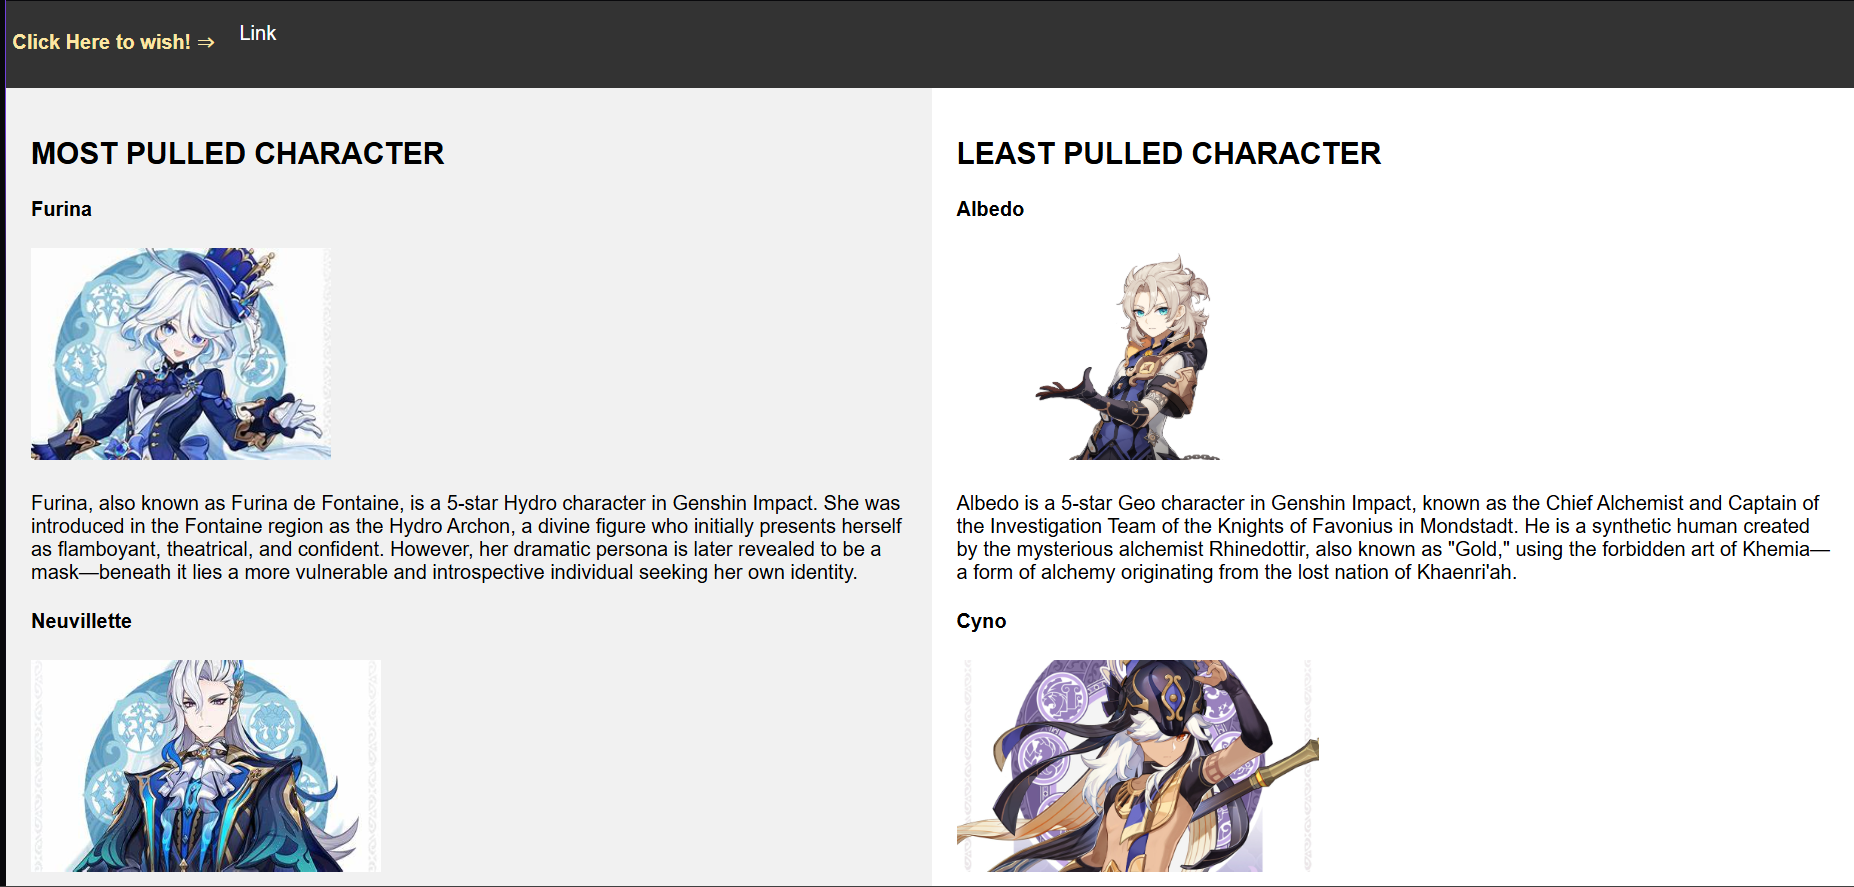 Click Here to wish! ⇒ Link
MOST PULLED CHARACTER
Furina
Furina, also known as Furina de Fontaine, is a 5-star Hydro character in Genshin Impact. She was
introduced in the Fontaine region as the Hydro Archon, a divine figure who initially presents herself
as flamboyant, theatrical, and confident. However, her dramatic persona is later revealed to be a
mask—beneath it lies a more vulnerable and introspective individual seeking her own identity.
Neuvillette
LEAST PULLED CHARACTER
Albedo
Albedo is a 5-star Geo character in Genshin Impact, known as the Chief Alchemist and Captain of
the Investigation Team of the Knights of Favonius in Mondstadt. He is a synthetic human created
by the mysterious alchemist Rhinedottir, also known as "Gold," using the forbidden art of Khemia—
a form of alchemy originating from the lost nation of Khaenri'ah.
Cyno